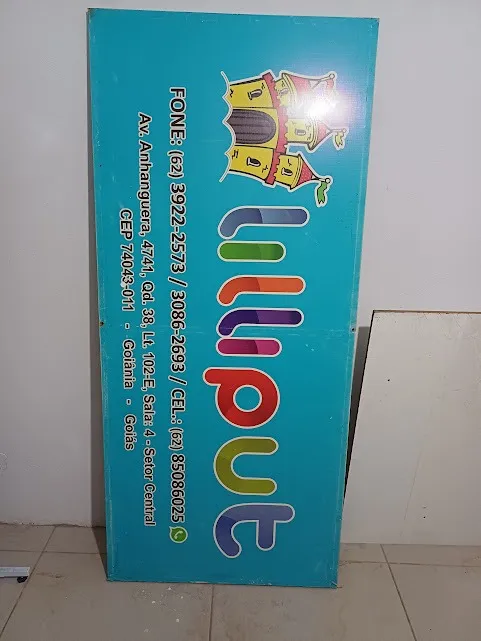 lilliput
FONE: (62) 3922-2573 / 3086-2693 / CEL.: (62) 85086025
Av. Anhanguera, 4741, Qd. 38, Lt. 102-E, Sala: 4 - Setor Central
CEP 74043-011 - Goiânia - Goiás